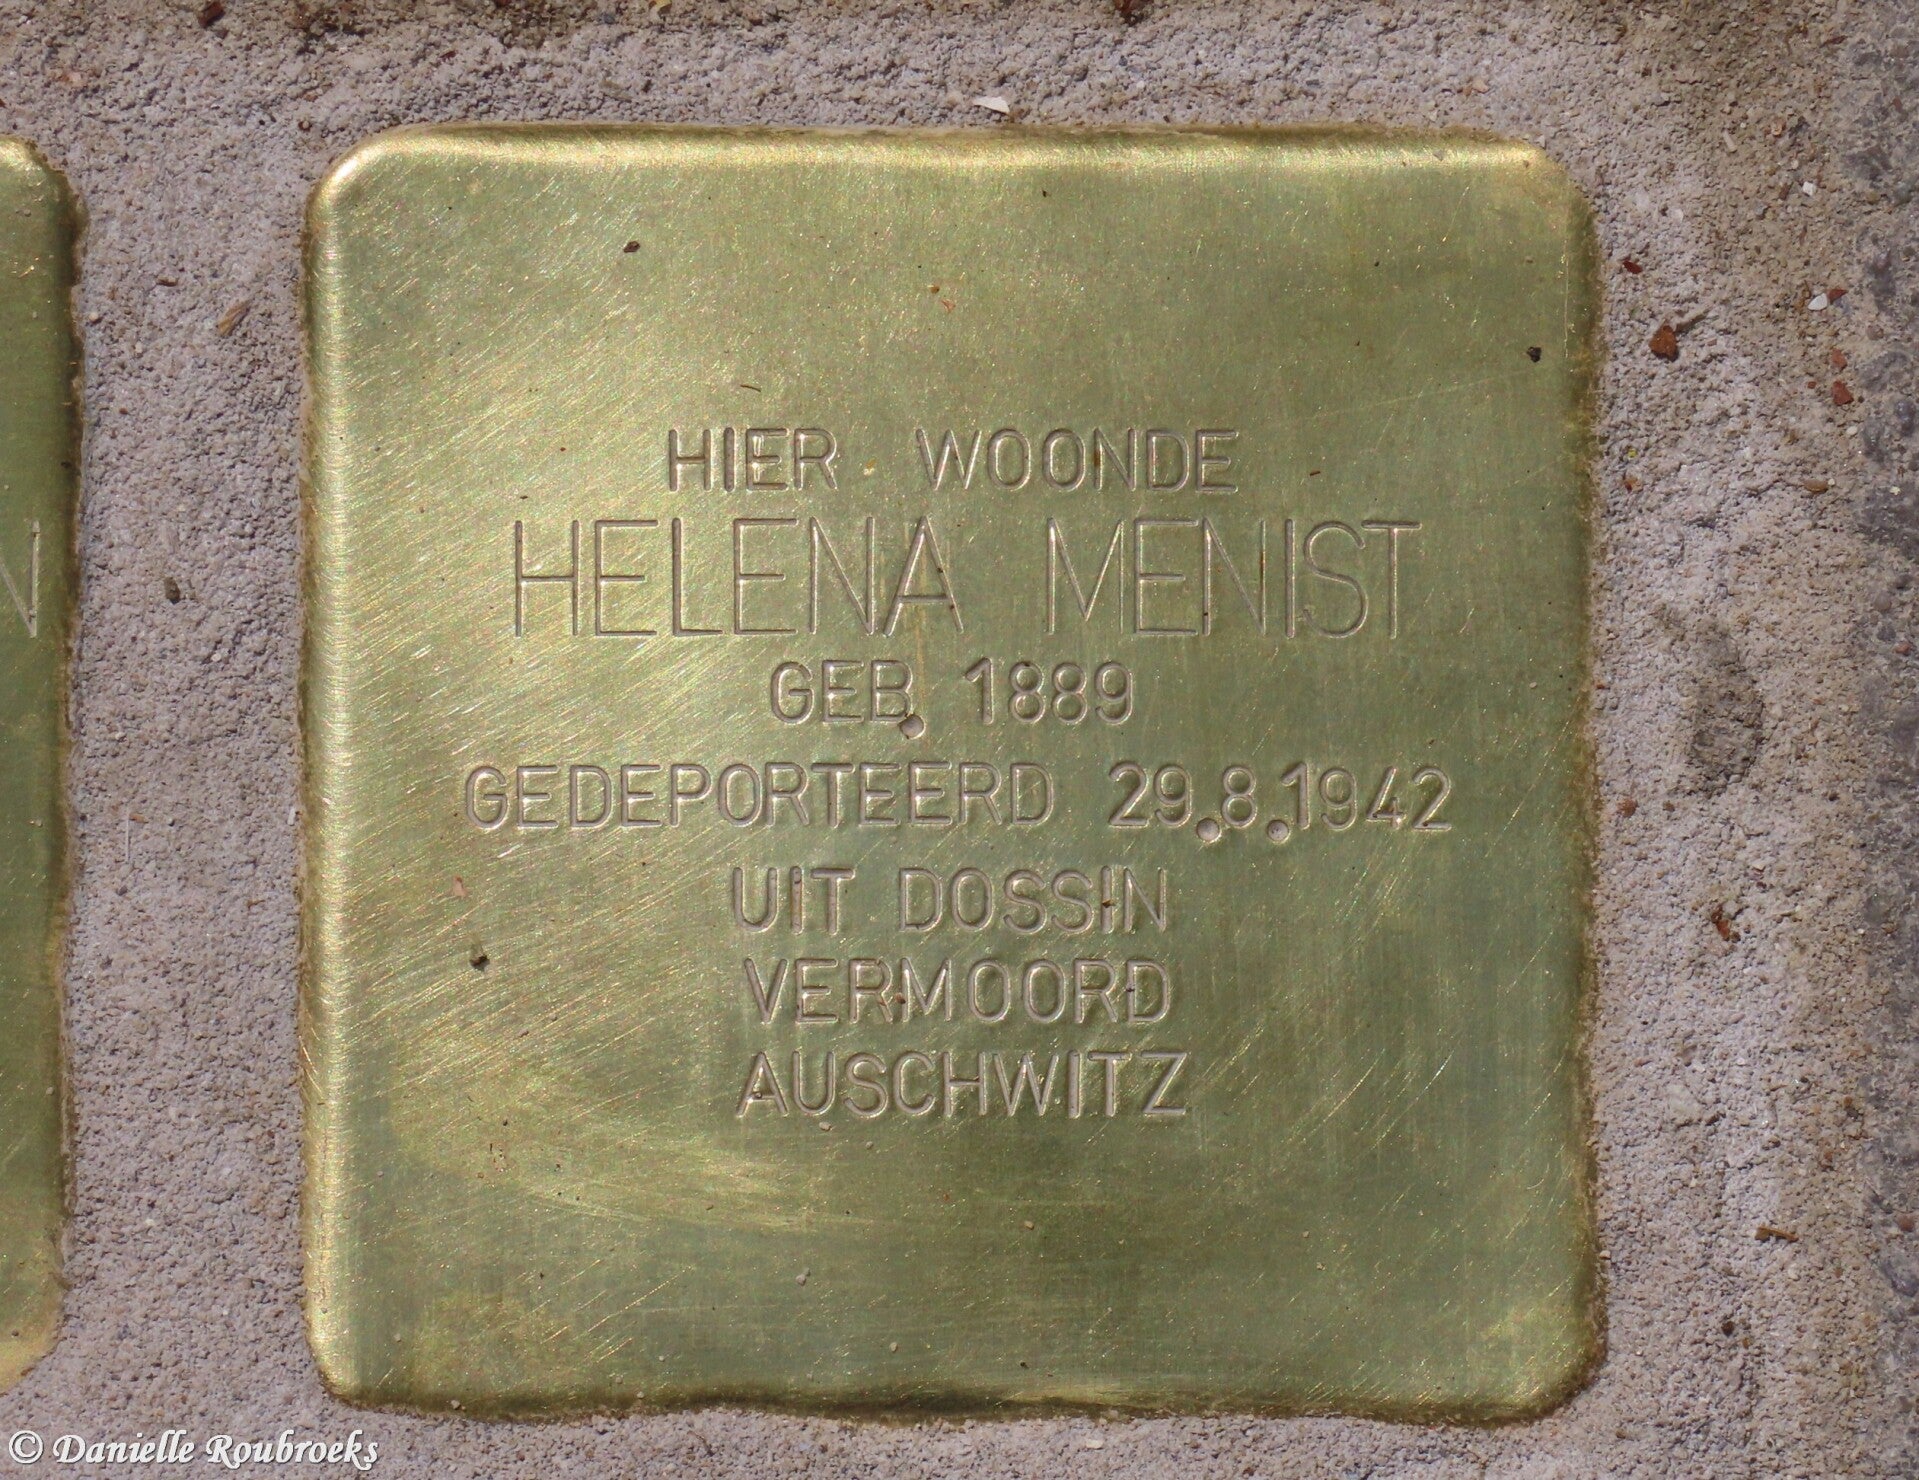 HIER WOONDE
HELENA MENIST
GEB. 1889
GEDEPORTEERD 29.8.1942
UIT DOSSIN
VERMOORD
AUSCHWITZ
N
© Danielle Roubroeks